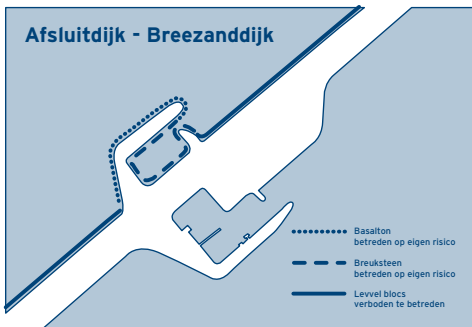 Afsluitdijk - Breezanddijk
Basalton
betreden op eigen risico
Breuksteen
betreden op eigen risico
Levvel blocs
verboden te betreden